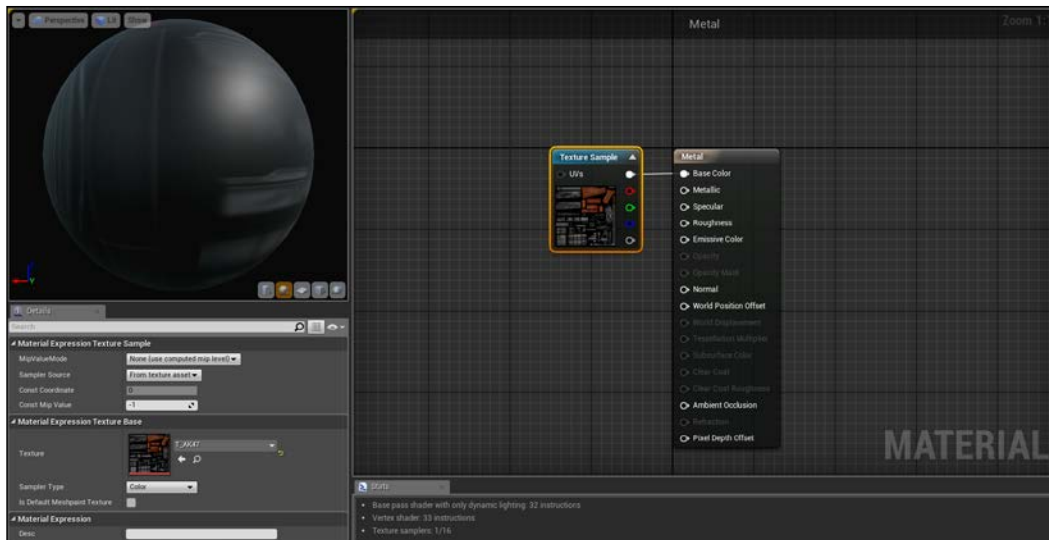 Perspective Lit Show
Details
Search
Material Expression Texture Sample
MipValueMode None (use computed mip level)
Sampler Source From texture asset
Const Coordinate 0
Const Mip Value -1
Material Expression Texture Base
Texture T_AK47
Sampler Type Color
Is Default Meshpaint Texture
Material Expression
Desc
Metal
Zoom 1:
Texture Sample
UVs
Metal
Base Color
Metallic
Specular
Roughness
Emissive Color
Opacity
Opacity Mask
Normal
World Position Offset
World Displacement
Tessellation Multiplier
Subsurface Color
Clear Coat
Clear Coat Roughness
Ambient Occlusion
Refraction
Pixel Depth Offset
MATERIAL
Stats
Base pass shader with only dynamic lighting: 32 instructions
Vertex shader: 33 instructions
Texture samplers: 1/16